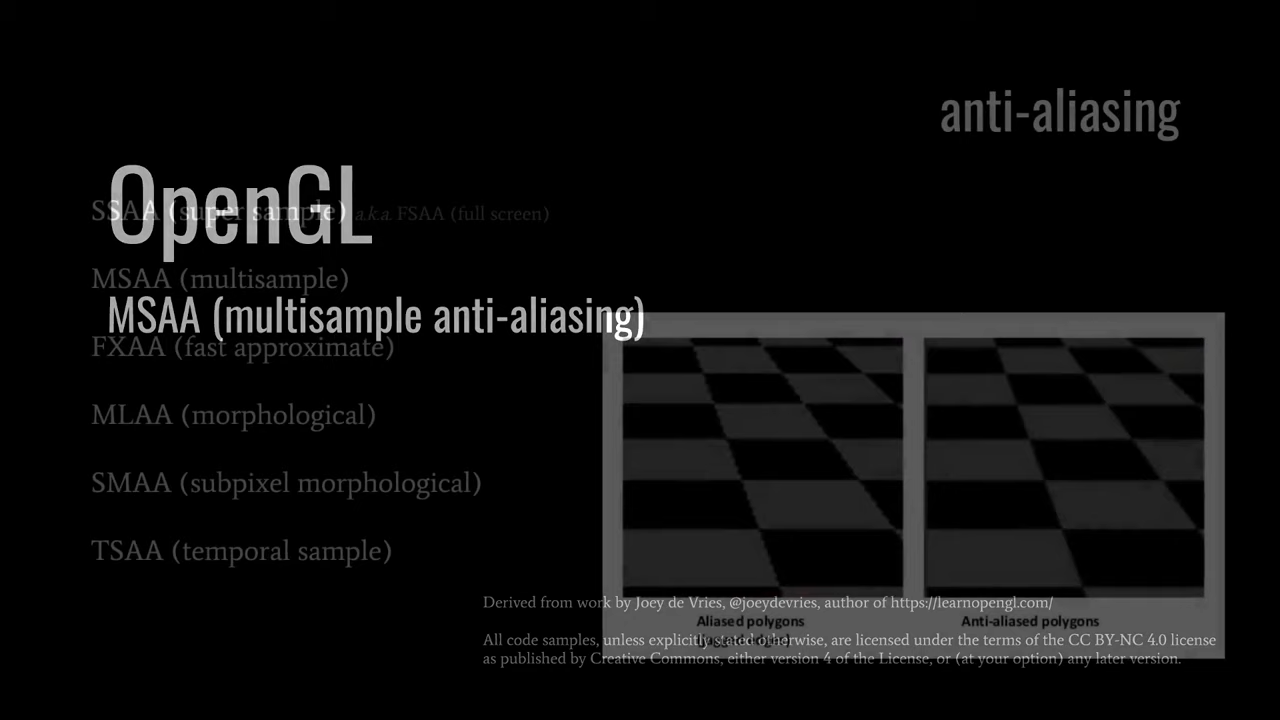 anti-aliasing
OpenGL
SSAA (super sample) a.k.a. FSAA (full screen)
MSAA (multisample)
MSAA (multisample anti-aliasing)
FXAA (fast approximate)
MLAA (morphological)
SMAA (subpixel morphological)
TSAA (temporal sample)
Derived from work by Joey de Vries, @joeydevries, author of https://learnopengl.com/
Aliased polygons
Anti-aliased polygons
All code samples, unless explicitly stated otherwise, are licensed under the terms of the CC BY-NC 4.0 license
as published by Creative Commons, either version 4 of the License, or (at your option) any later version.